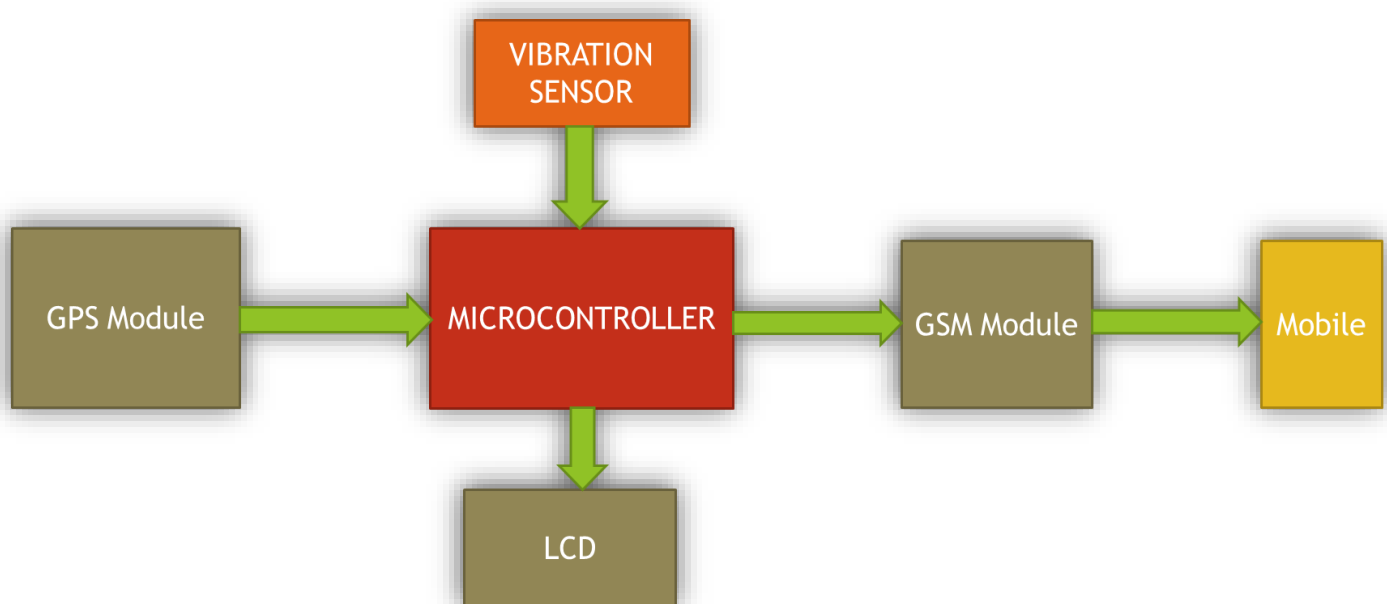 VIBRATION
SENSOR
GPS Module
MICROCONTROLLER
GSM Module
Mobile
LCD